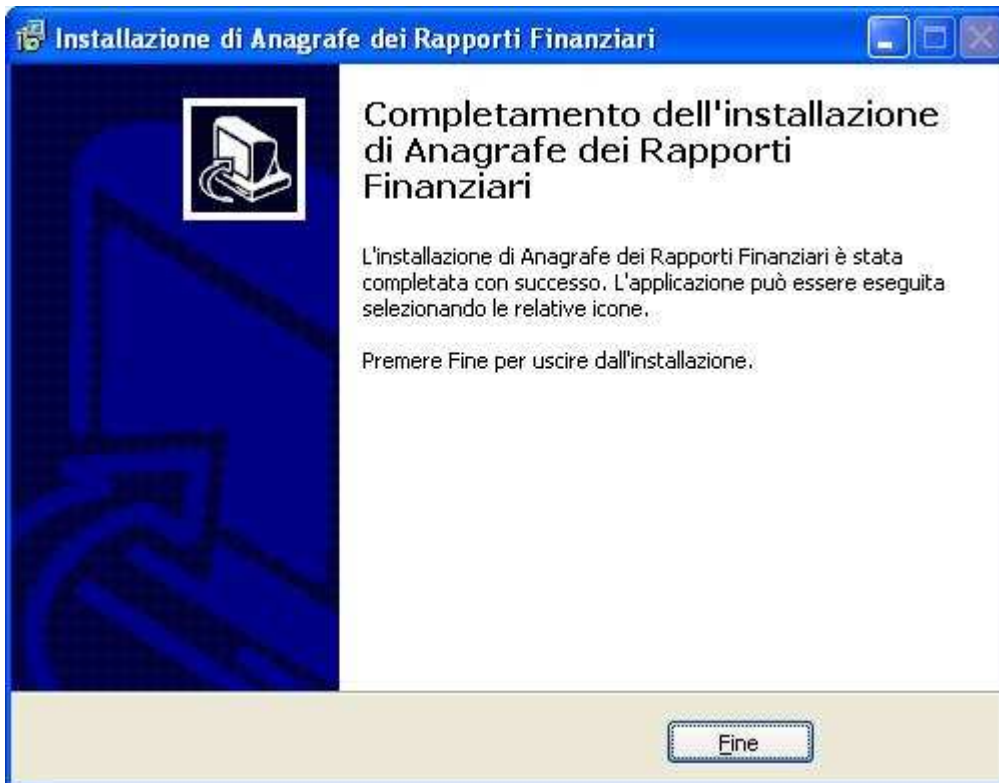 Installazione di Anagrafe dei Rapporti Finanziari
Completamento dell'installazione
di Anagrafe dei Rapporti
Finanziari
L'installazione di Anagrafe dei Rapporti Finanziari è stata
completata con successo. L'applicazione può essere eseguita
selezionando le relative icone.
Premere Fine per uscire dall'installazione.
Fine